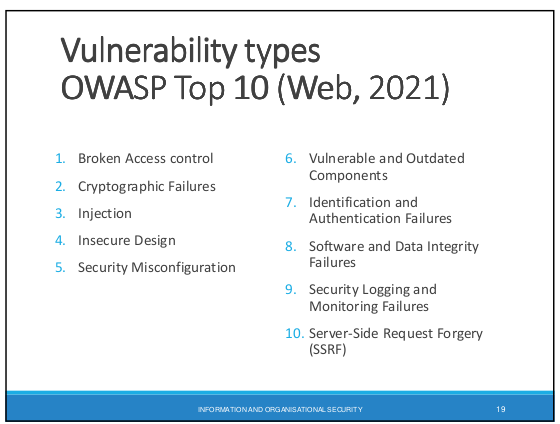 Vulnerability types
OWASP Top 10 (Web, 2021)
1. Broken Access control
2. Cryptographic Failures
3. Injection
4. Insecure Design
5. Security Misconfiguration
6. Vulnerable and Outdated
Components
7. Identification and
Authentication Failures
8. Software and Data Integrity
Failures
9. Security Logging and
Monitoring Failures
10. Server-Side Request Forgery
(SSRF)
INFORMATION AND ORGANISATIONAL SECURITY
19